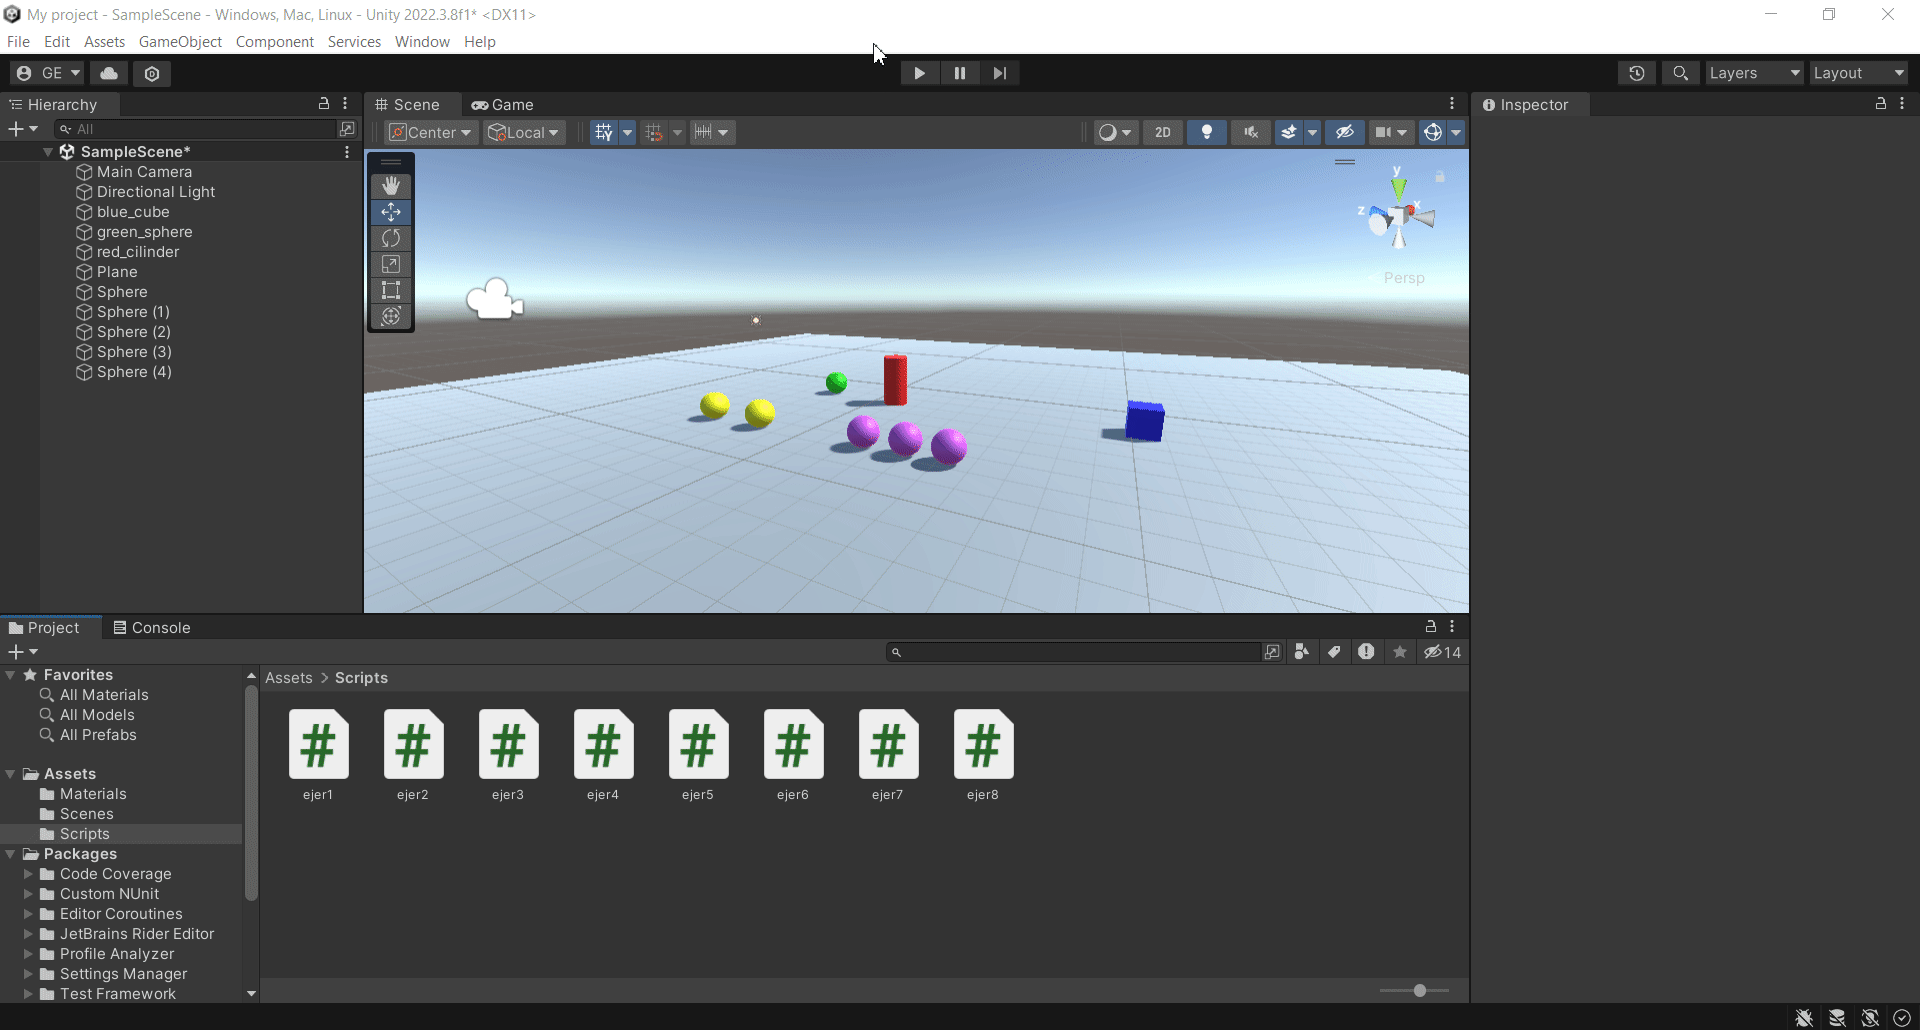 My project - SampleScene - Windows, Mac, Linux - Unity 2022.3.8f1* <DX11>
File Edit Assets GameObject Component Services Window Help
GE Layers Layout
Hierarchy
Scene Game
Inspector
All
Center Local 2D
SampleScene*
Main Camera
Directional Light
blue_cube
green_sphere
red_cilinder
Plane
Sphere
Sphere (1)
Sphere (2)
Sphere (3)
Sphere (4)
y
z x
Persp
Project Console
14
Favorites
All Materials
All Models
All Prefabs
Assets
Materials
Scenes
Scripts
Packages
Code Coverage
Custom NUnit
Editor Coroutines
JetBrains Rider Editor
Profile Analyzer
Settings Manager
Test Framework
Assets > Scripts
ejer1 ejer2 ejer3 ejer4 ejer5 ejer6 ejer7 ejer8